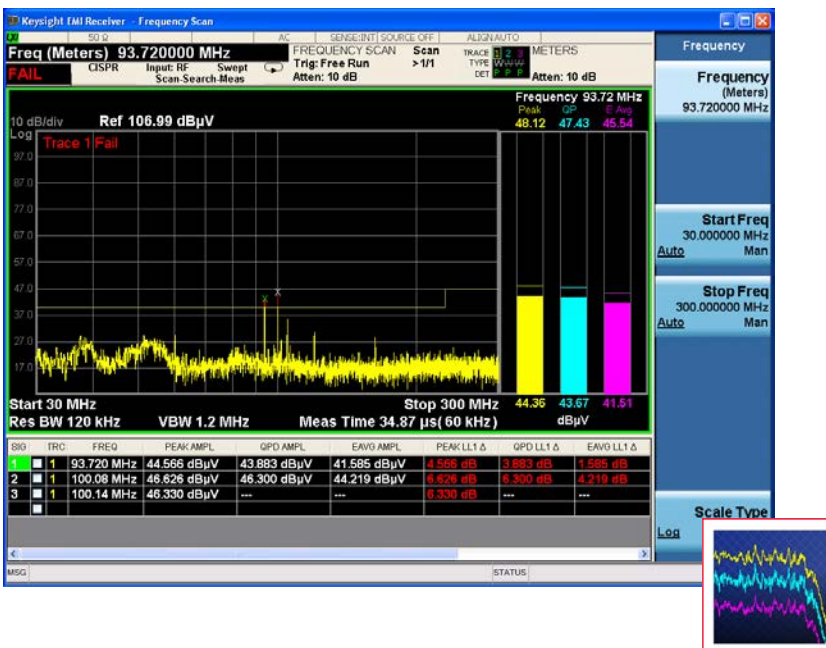 Keysight EMI Receiver - Frequency Scan
50 Ω AC SENSE:INT SOURCE OFF ALIGN AUTO
Freq (Meters) 93.720000 MHz
FAIL
CISPR Input: RF Swept
Scan-Search-Meas
FREQUENCY SCAN Scan
Trig: Free Run >1/1
Atten: 10 dB
TRACE 1 2 3
TYPE WWW
DET P P P
METERS
Atten: 10 dB
Frequency
Frequency
(Meters)
93.720000 MHz
Start Freq
30.000000 MHz
Auto Man
Stop Freq
300.000000 MHz
Auto Man
Scale Type
Log
10 dB/div Ref 106.99 dBµV
Log
Trace 1 Fail
97.0
87.0
77.0
67.0
57.0
37.0
27.0
17.0
Frequency 93.72 MHz
Peak QP E Avg
48.12 47.43 45.54
44.36 43.67 41.51
dBµV
Start 30 MHz Stop 300 MHz
Res BW 120 kHz VBW 1.2 MHz Meas Time 34.87 µs (60 kHz)
SIG TRC FREQ PEAK AMPL QPD AMPL EAVG AMPL PEAK LL1 Δ QPD LL1 Δ EAVG LL1 Δ
1 1 93.720 MHz 44.566 dBµV 43.883 dBµV 41.585 dBµV 4.566 dB 3.883 dB 1.585 dB
2 1 100.08 MHz 46.626 dBµV 46.300 dBµV 44.219 dBµV 6.626 dB 6.300 dB 4.219 dB
3 1 100.14 MHz 46.330 dBµV --- --- 6.330 dB --- ---
MSG STATUS